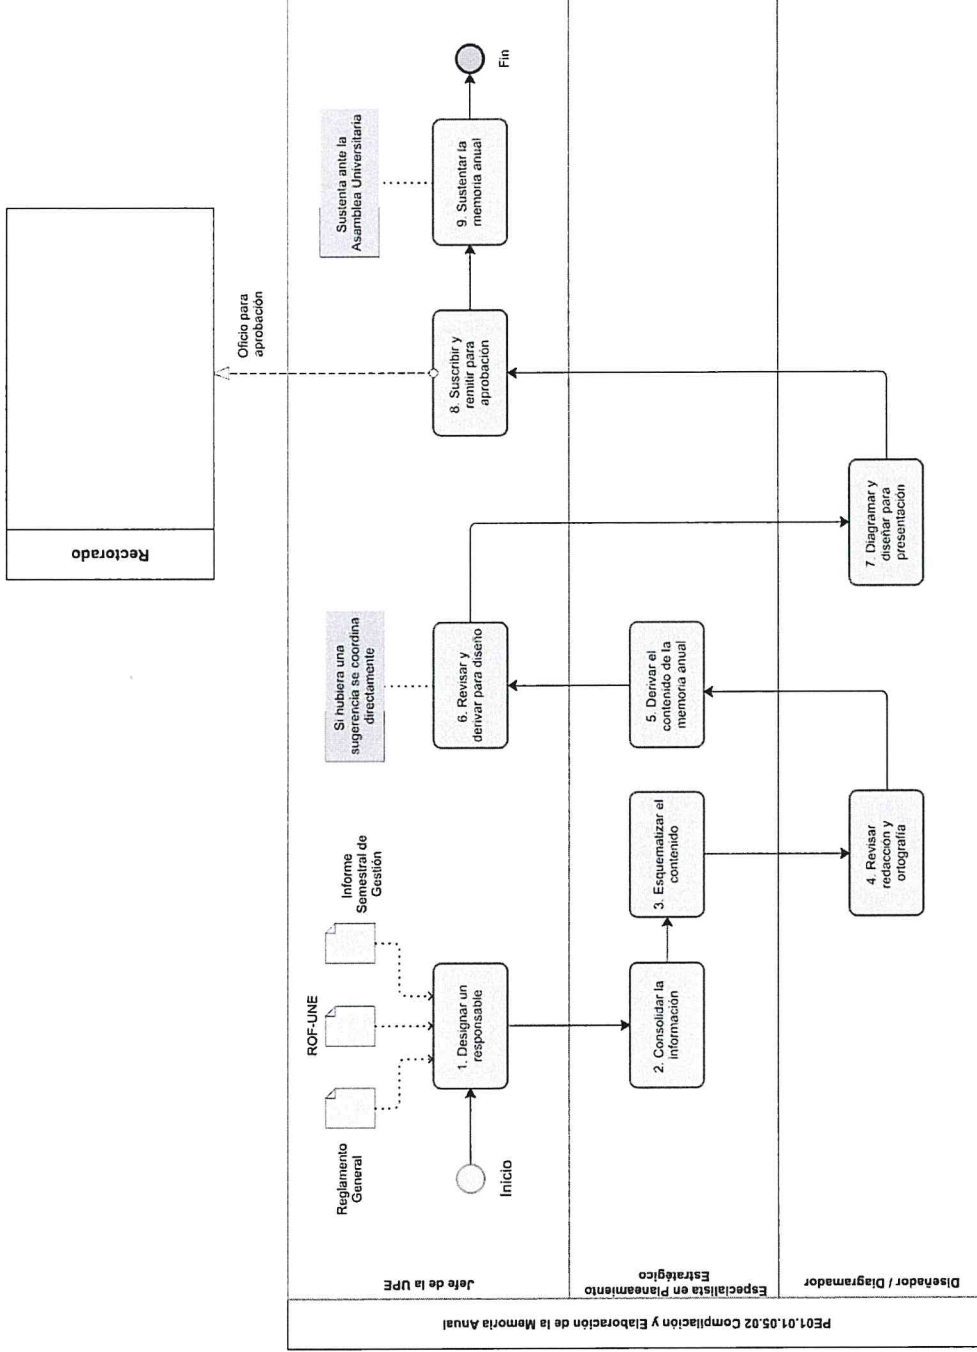 Rectorado
Oficio para
aprobación
PE01.01.05.02 Compilación y Elaboración de la Memoria Anual
Jefe de la UPE
Inicio
Reglamento
General
ROF-UNE
Informe
Semestral de
Gestión
1. Designar un
responsable
Si hubiera una
sugerencia se coordina
directamente
6. Revisar y
derivar para diseño
8. Suscribir y
remitir para
aprobación
Sustenta ante la
Asamblea Universitaria
9. Sustentar la
memoria anual
Fin
Especialista en Planeamiento
Estratégico
2. Consolidar la
información
3. Esquematizar el
contenido
5. Derivar el
contenido de la
memoria anual
Diseñador / Diagramador
4. Revisar
redacción y
ortografía
7. Diagramar y
diseñar para
presentación